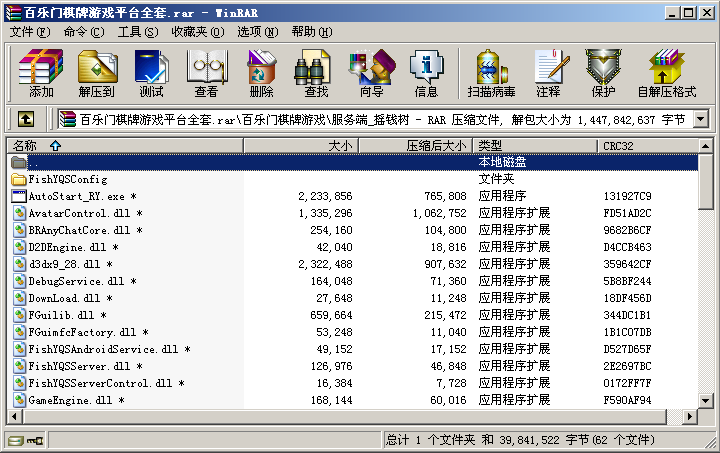 百乐门棋牌游戏平台全套.rar - WinRAR
文件(F) 命令(C) 工具(S) 收藏夹(O) 选项(N) 帮助(H)
添加 解压到 测试 查看 删除 查找 向导 信息 扫描病毒 注释 保护 自解压格式
百乐门棋牌游戏平台全套.rar\百乐门棋牌游戏\服务端_摇钱树 - RAR 压缩文件, 解包大小为 1,447,842,637 字节
名称 大小 压缩后大小 类型 CRC32
.. 本地磁盘
FishYQSConfig 文件夹
AutoStart_RY.exe * 2,233,856 765,808 应用程序 131927C9
AvatarControl.dll * 1,335,296 1,062,752 应用程序扩展 FD51AD2C
BRAnyChatCore.dll * 254,160 104,800 应用程序扩展 9682B6CF
D2DEngine.dll * 42,040 18,816 应用程序扩展 D4CCB463
d3dx9_28.dll * 2,322,488 907,632 应用程序扩展 359642CF
DebugService.dll * 164,048 71,360 应用程序扩展 5B8BF244
DownLoad.dll * 27,648 11,248 应用程序扩展 18DF456D
FGuilib.dll * 659,664 215,472 应用程序扩展 344DC1B1
FGuimfcFactory.dll * 53,248 11,040 应用程序扩展 1B1C07DB
FishYQSAndroidService.dll * 49,152 17,152 应用程序扩展 D527D65F
FishYQSServer.dll * 126,976 46,848 应用程序扩展 2E2697BC
FishYQSServerControl.dll * 16,384 7,728 应用程序扩展 0172FF7F
GameEngine.dll * 168,144 60,016 应用程序扩展 F590AF94
总计 1 个文件夹 和 39,841,522 字节(62 个文件)